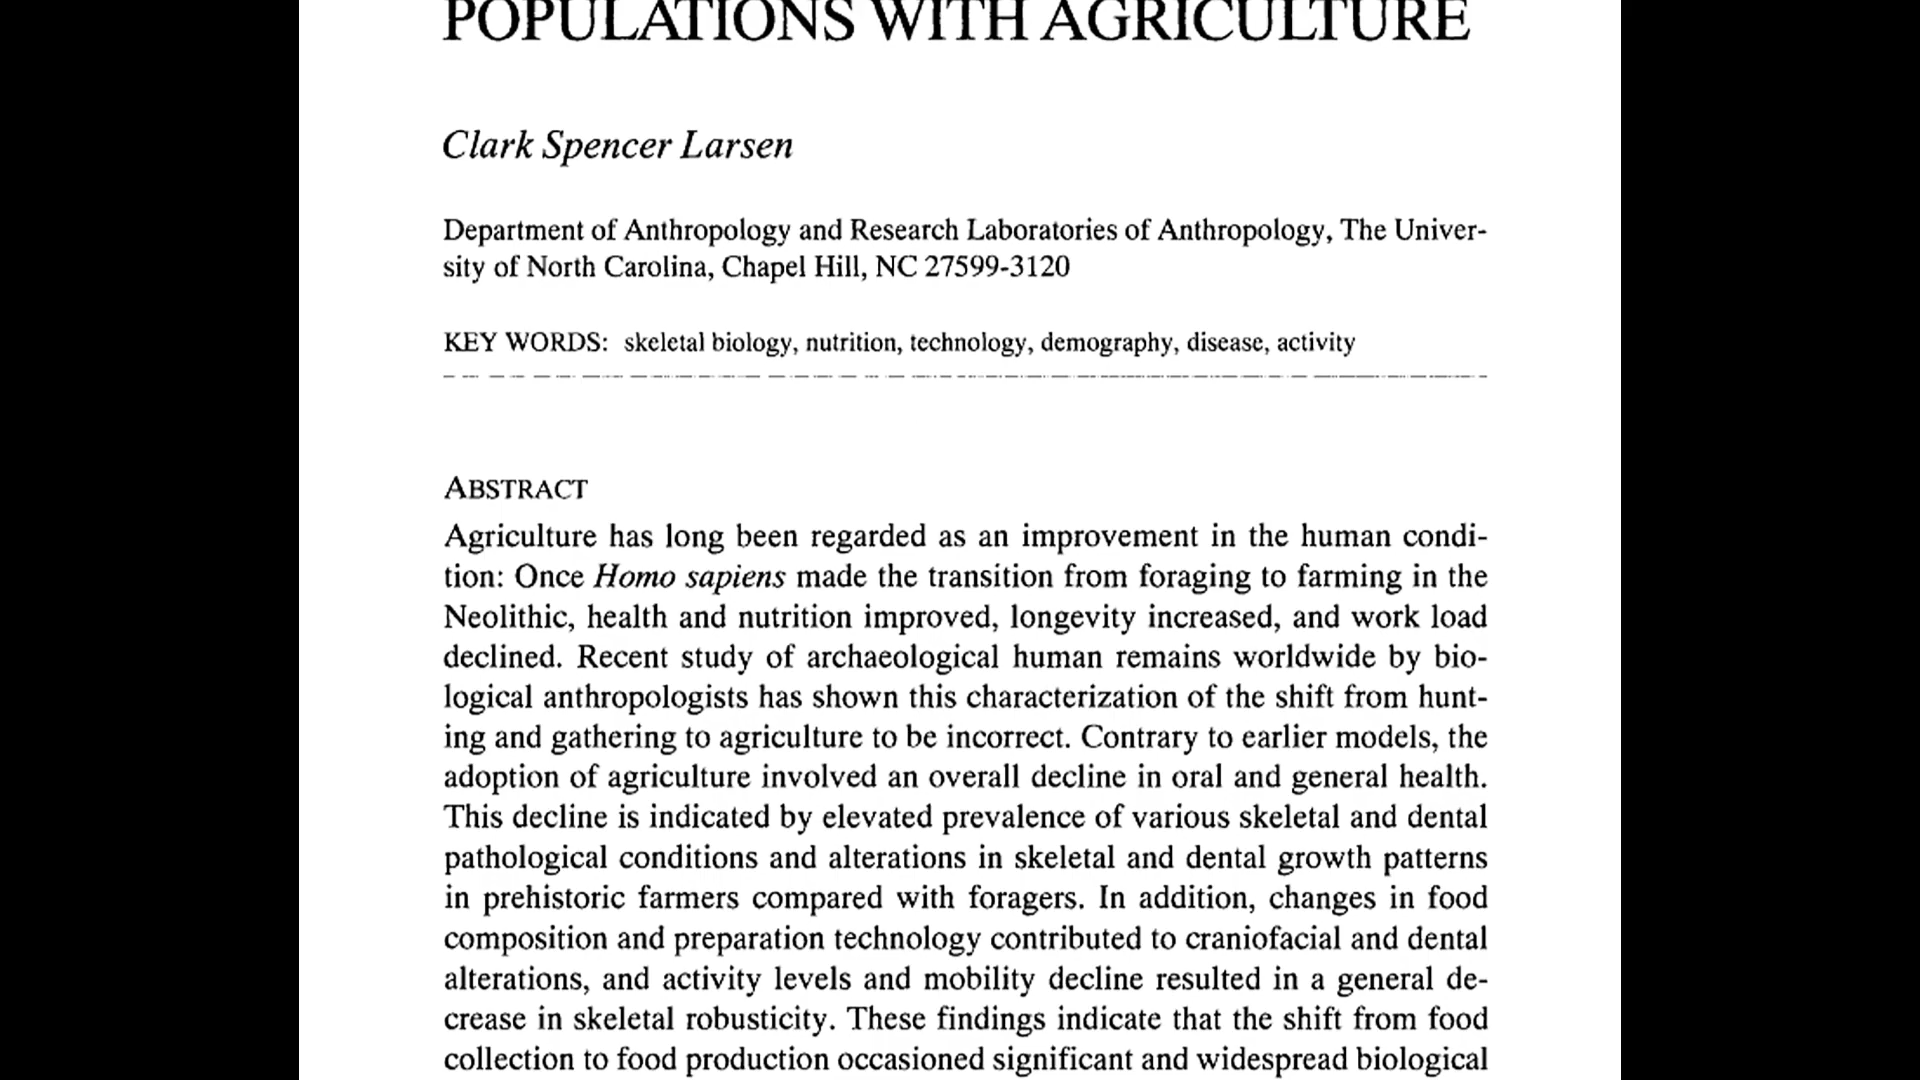 POPULATIONS WITH AGRICULTURE
Clark Spencer Larsen
Department of Anthropology and Research Laboratories of Anthropology, The Univer-
sity of North Carolina, Chapel Hill, NC 27599-3120
KEY WORDS: skeletal biology, nutrition, technology, demography, disease, activity
ABSTRACT
Agriculture has long been regarded as an improvement in the human condi-
tion: Once Homo sapiens made the transition from foraging to farming in the
Neolithic, health and nutrition improved, longevity increased, and work load
declined. Recent study of archaeological human remains worldwide by bio-
logical anthropologists has shown this characterization of the shift from hunt-
ing and gathering to agriculture to be incorrect. Contrary to earlier models, the
adoption of agriculture involved an overall decline in oral and general health.
This decline is indicated by elevated prevalence of various skeletal and dental
pathological conditions and alterations in skeletal and dental growth patterns
in prehistoric farmers compared with foragers. In addition, changes in food
composition and preparation technology contributed to craniofacial and dental
alterations, and activity levels and mobility decline resulted in a general de-
crease in skeletal robusticity. These findings indicate that the shift from food
collection to food production occasioned significant and widespread biological